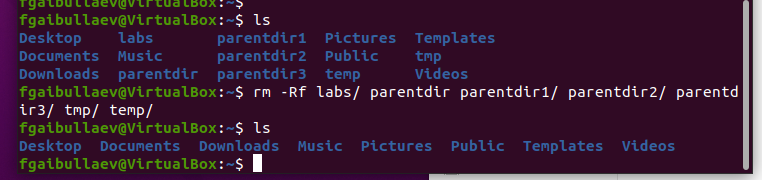 fgaibullaev@VirtualBox:~$
fgaibullaev@VirtualBox:~$ ls
Desktop    labs       parentdir1  Pictures  Templates
Documents  Music      parentdir2  Public    tmp
Downloads  parentdir  parentdir3  temp      Videos
fgaibullaev@VirtualBox:~$ rm -Rf labs/ parentdir parentdir1/ parentdir2/ parentd
ir3/ tmp/ temp/
fgaibullaev@VirtualBox:~$ ls
Desktop  Documents  Downloads  Music  Pictures  Public  Templates  Videos
fgaibullaev@VirtualBox:~$